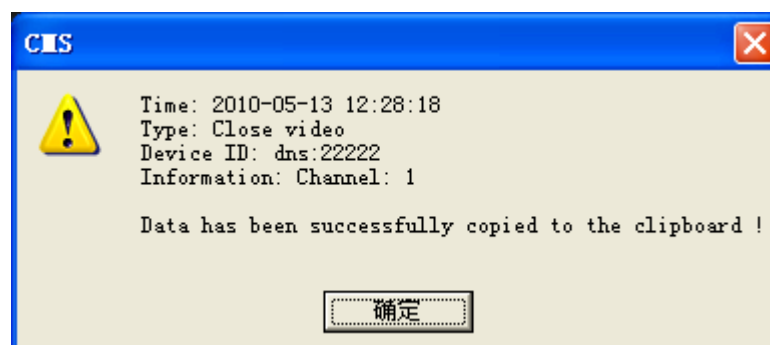 CMS
Time: 2010-05-13 12:28:18
Type: Close video
Device ID: dns:22222
Information: Channel: 1
Data has been successfully copied to the clipboard !
确定